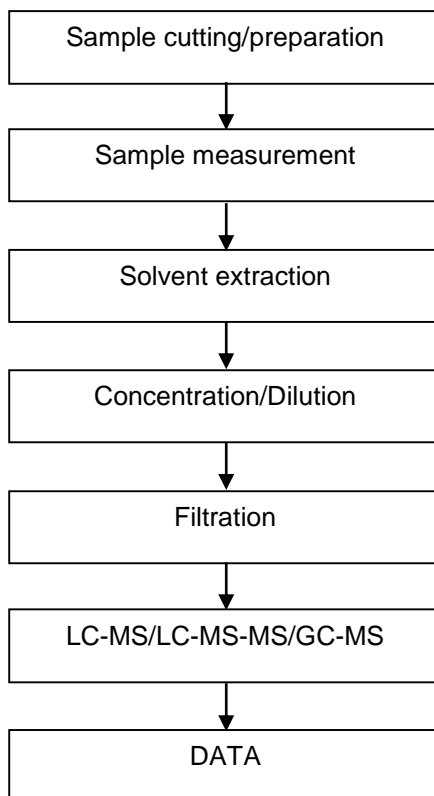 Sample cutting/preparation
Sample measurement
Solvent extraction
Concentration/Dilution
Filtration
LC-MS/LC-MS-MS/GC-MS
DATA